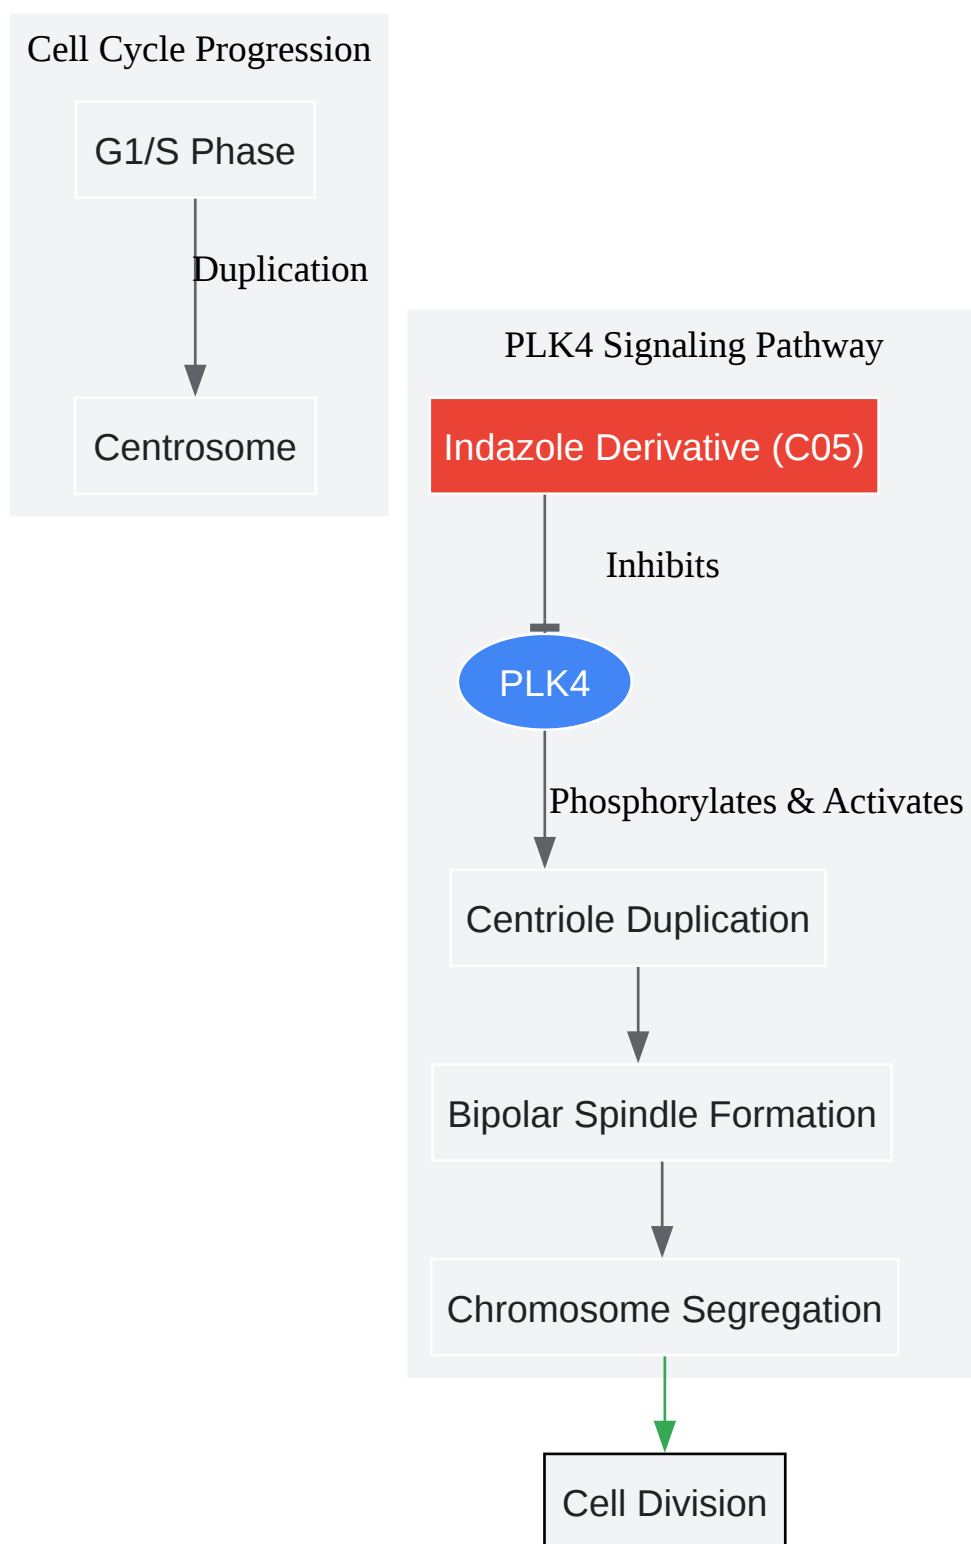 Cell Cycle Progression
G1/S Phase
Duplication
Centrosome
PLK4 Signaling Pathway
Indazole Derivative (C05)
Inhibits
PLK4
Phosphorylates & Activates
Centriole Duplication
Bipolar Spindle Formation
Chromosome Segregation
Cell Division